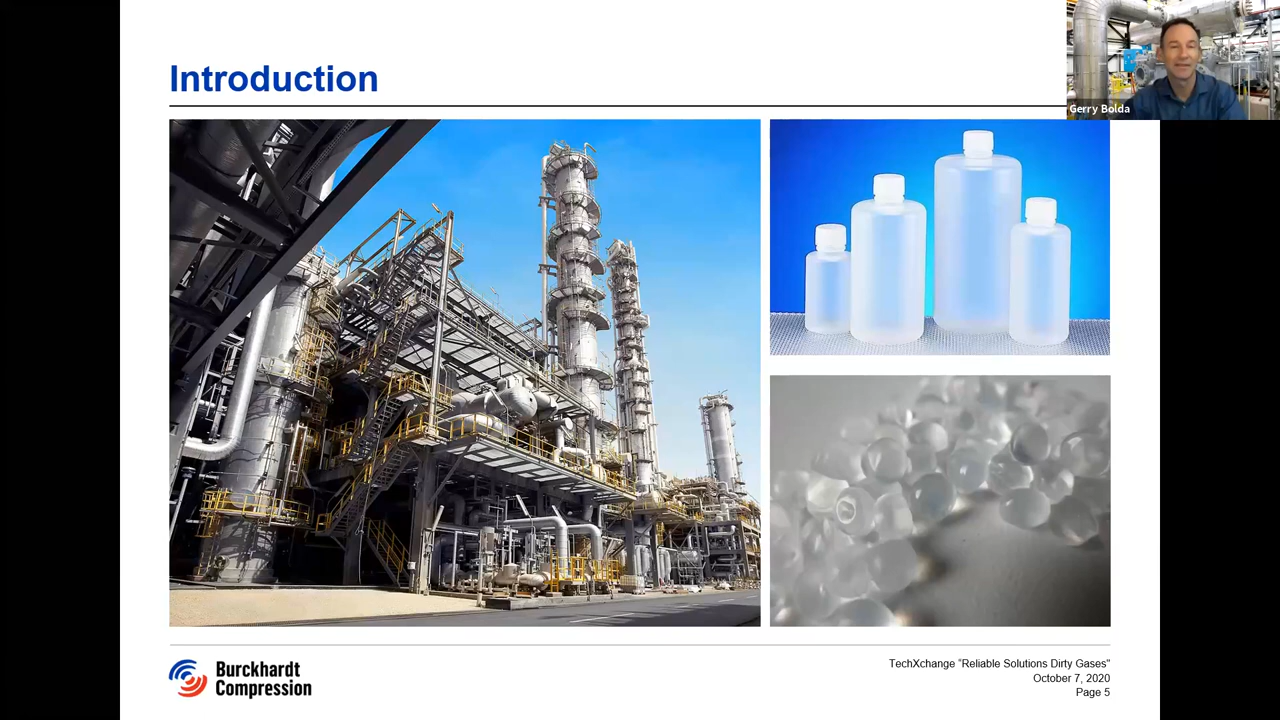 Introduction
Gerry Bolda
Burckhardt
Compression
TechXchange "Reliable Solutions Dirty Gases"
October 7, 2020
Page 5